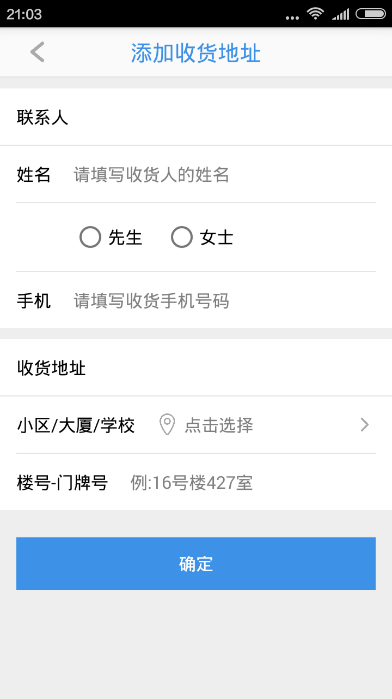 21:03
添加收货地址
联系人
姓名 请填写收货人的姓名
先生 女士
手机 请填写收货手机号码
收货地址
小区/大厦/学校 点击选择
楼号-门牌号 例:16号楼427室
确定